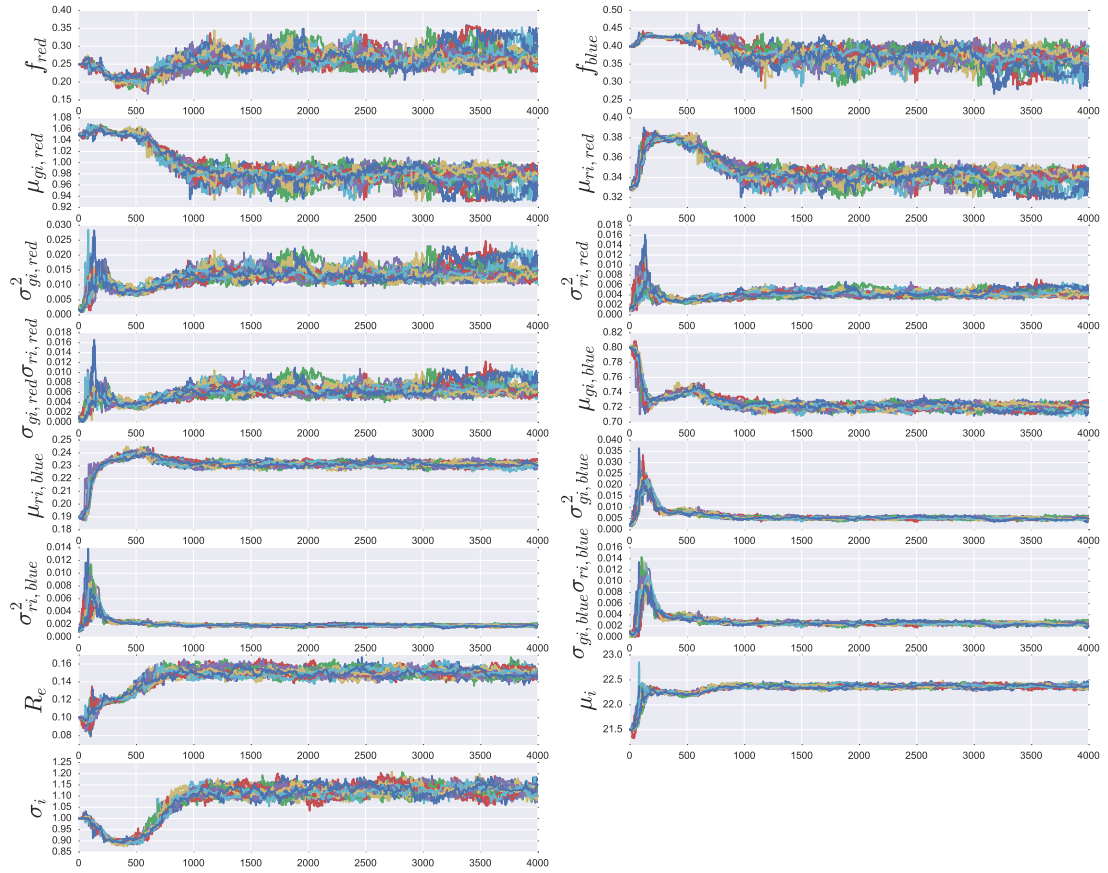 0.40 0.35 0.30 0.25 0.20 0.15
f_red
0 500 1000 1500 2000 2500 3000 3500 4000
0.50 0.45 0.40 0.35 0.30 0.25
f_blue
0 500 1000 1500 2000 2500 3000 3500 4000
1.08 1.06 1.04 1.02 1.00 0.98 0.96 0.94 0.92
μ_gi, red
0 500 1000 1500 2000 2500 3000 3500 4000
0.40 0.38 0.36 0.34 0.32
μ_ri, red
0 500 1000 1500 2000 2500 3000 3500 4000
0.030 0.025 0.020 0.015 0.010 0.005 0.000
σ²_gi, red
0 500 1000 1500 2000 2500 3000 3500 4000
0.018 0.016 0.014 0.012 0.010 0.008 0.006 0.004 0.002 0.000
σ²_ri, red
0 500 1000 1500 2000 2500 3000 3500 4000
0.018 0.016 0.014 0.012 0.010 0.008 0.006 0.004 0.002 0.000
σ_gi, red σ_ri, red
0 500 1000 1500 2000 2500 3000 3500 4000
0.82 0.80 0.78 0.76 0.74 0.72 0.70
μ_gi, blue
0 500 1000 1500 2000 2500 3000 3500 4000
0.25 0.24 0.23 0.22 0.21 0.20 0.19 0.18
μ_ri, blue
0 500 1000 1500 2000 2500 3000 3500 4000
0.040 0.035 0.030 0.025 0.020 0.015 0.010 0.005 0.000
σ²_gi, blue
0 500 1000 1500 2000 2500 3000 3500 4000
0.014 0.012 0.010 0.008 0.006 0.004 0.002 0.000
σ²_ri, blue
0 500 1000 1500 2000 2500 3000 3500 4000
0.016 0.014 0.012 0.010 0.008 0.006 0.004 0.002 0.000
σ_gi, blue σ_ri, blue
0 500 1000 1500 2000 2500 3000 3500 4000
0.16 0.14 0.12 0.10 0.08
R_e
0 500 1000 1500 2000 2500 3000 3500 4000
23.0 22.5 22.0 21.5
μ_i
0 500 1000 1500 2000 2500 3000 3500 4000
1.25 1.20 1.15 1.10 1.05 1.00 0.95 0.90 0.85
σ_i
0 500 1000 1500 2000 2500 3000 3500 4000